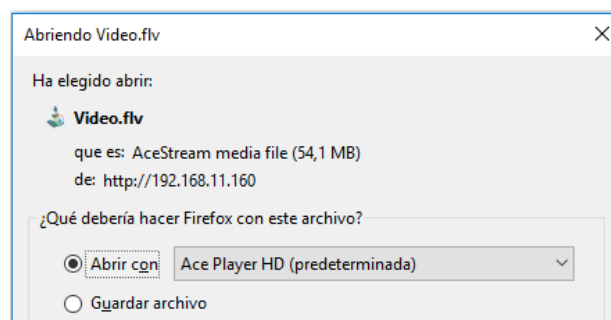 Abriendo Video.flv
Ha elegido abrir:
Video.flv
que es: AceStream media file (54,1 MB)
de: http://192.168.11.160
¿Qué debería hacer Firefox con este archivo?
Abrir con Ace Player HD (predeterminada)
Guardar archivo